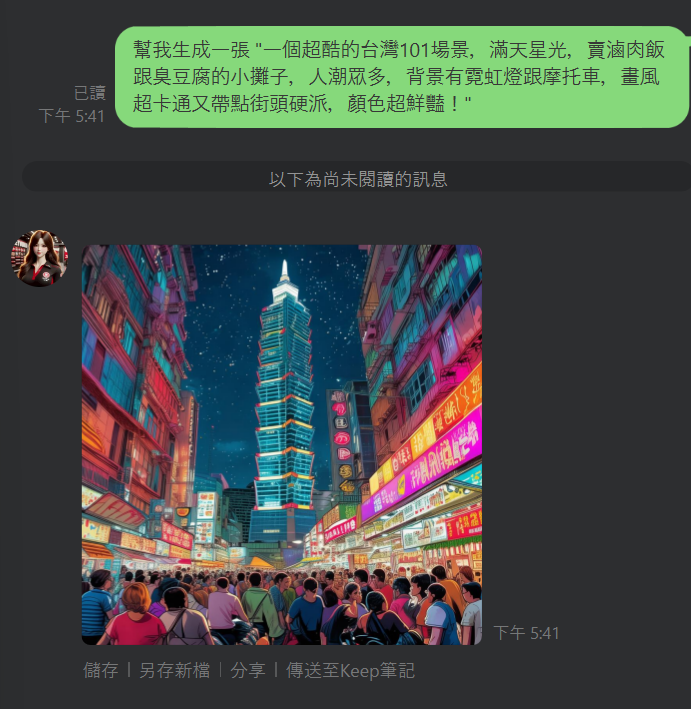 幫我生成一張 "一個超酷的台灣101場景，滿天星光，賣滷肉飯
跟臭豆腐的小攤子，人潮眾多，背景有霓虹燈跟摩托車，畫風
超卡通又帶點街頭硬派，顏色超鮮豔！"
已讀
下午 5:41
以下為尚未閱讀的訊息
下午 5:41
儲存 | 另存新檔 | 分享 | 傳送至Keep筆記